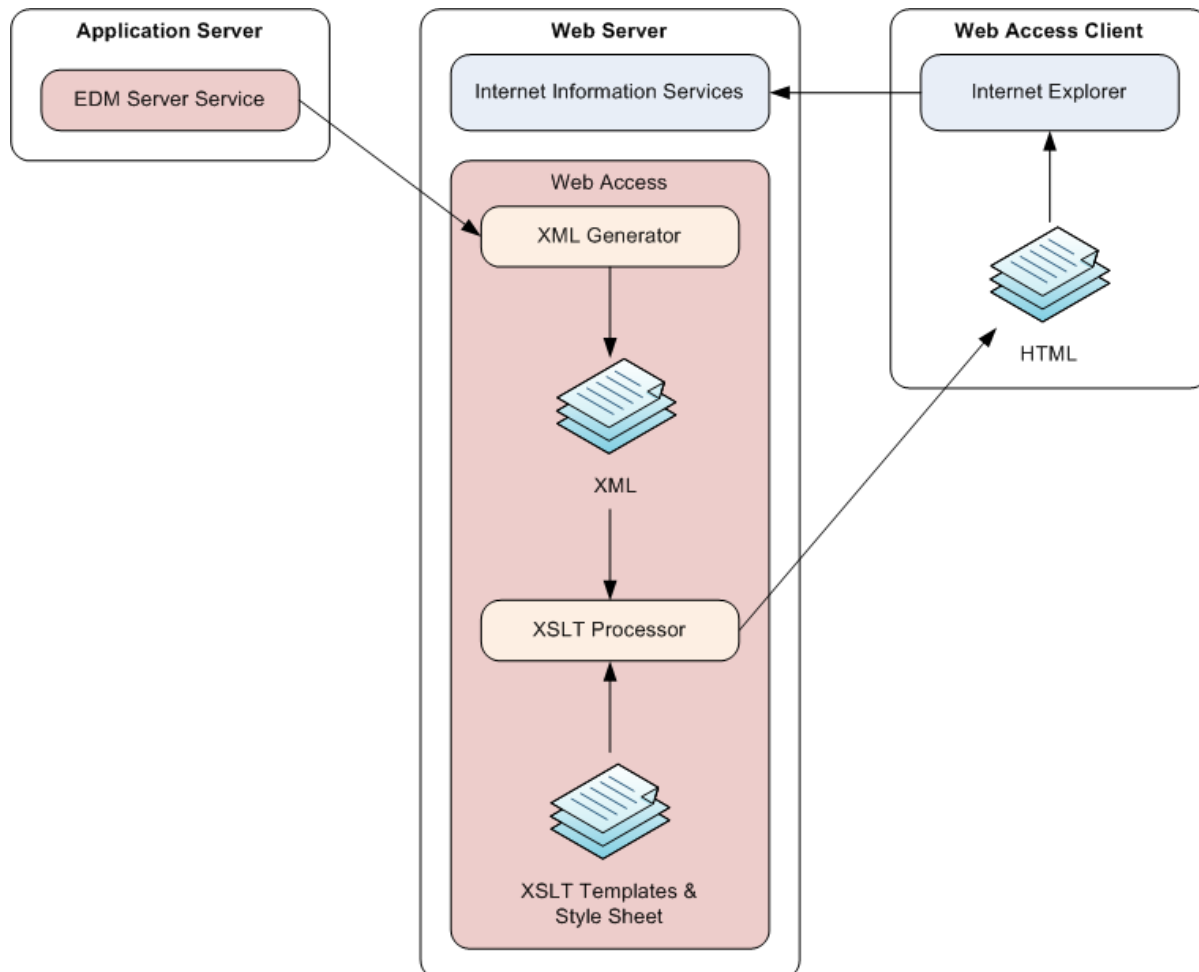 Application Server
EDM Server Service
Web Server
Internet Information Services
Web Access
XML Generator
XML
XSLT Processor
XSLT Templates &
Style Sheet
Web Access Client
Internet Explorer
HTML